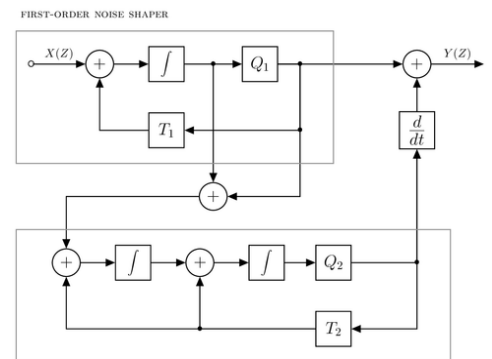 FIRST-ORDER NOISE SHAPER
X(Z) + ∫ Q₁ + Y(Z)
T₁ d/dt
+
+ ∫ + ∫ Q₂
T₂